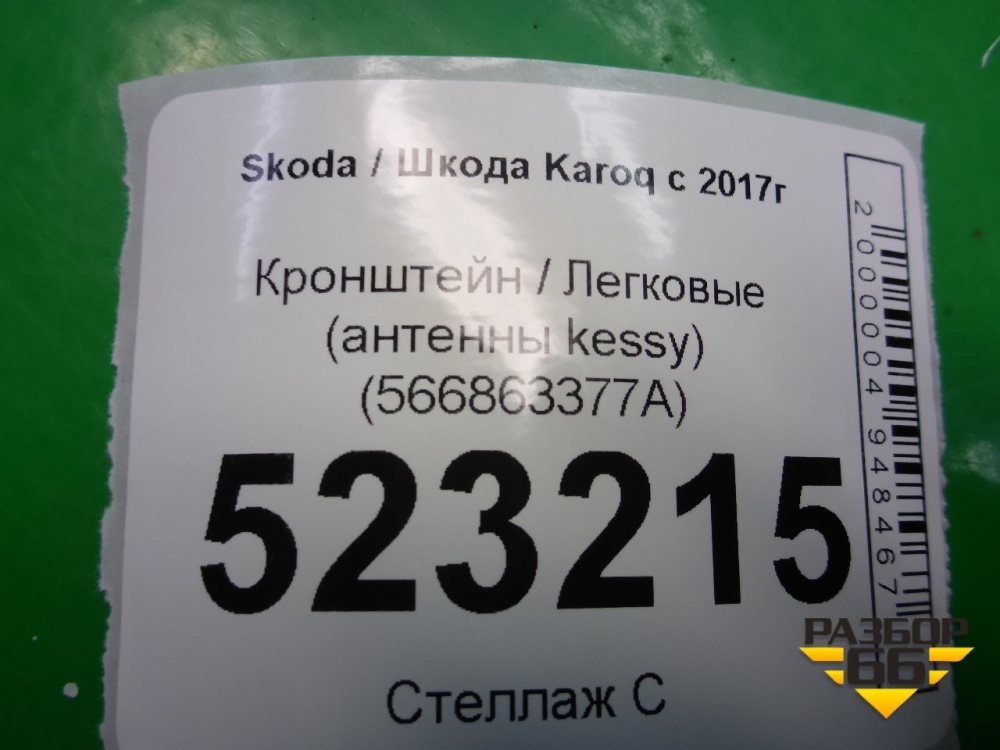 Skoda / Шкода Karoq с 2017г
Кронштейн / Легковые
(антенны kessy)
(566863377A)
523215
Стеллаж С
2000004948467
РАЗБОР
66